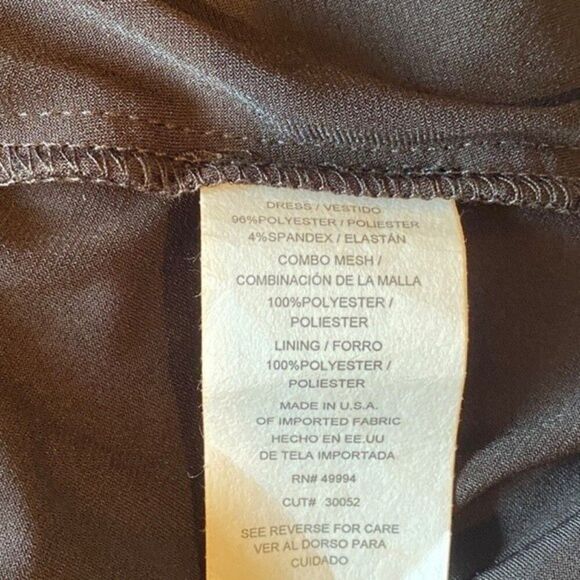 DRESS / VESTIDO
96%POLYESTER / POLIESTER
4%SPANDEX / ELASTÁN
COMBO MESH /
COMBINACIÓN DE LA MALLA
100%POLYESTER /
POLIESTER
LINING / FORRO
100%POLYESTER /
POLIESTER
MADE IN U.S.A.
OF IMPORTED FABRIC
HECHO EN EE.UU
DE TELA IMPORTADA
RN# 49994
CUT# 30052
SEE REVERSE FOR CARE
VER AL DORSO PARA
CUIDADO